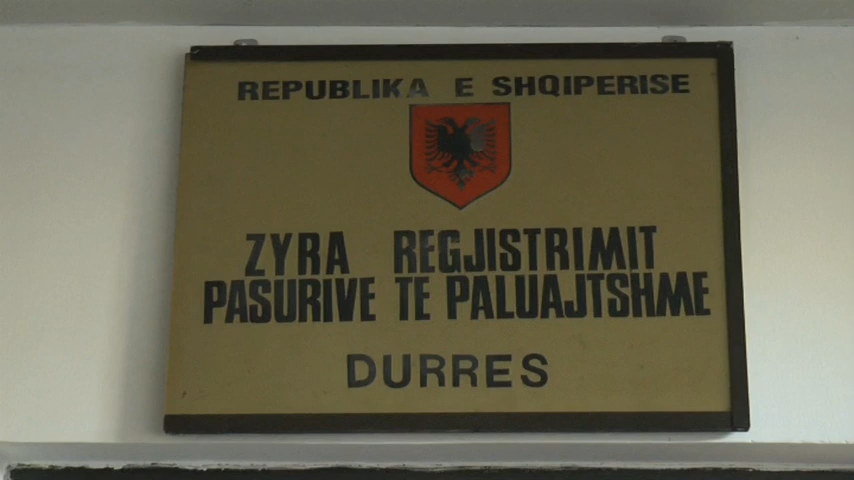 REPUBLIKA E SHQIPERISE
ZYRA REGJISTRIMIT
PASURIVE TE PALUAJTSHME
DURRES